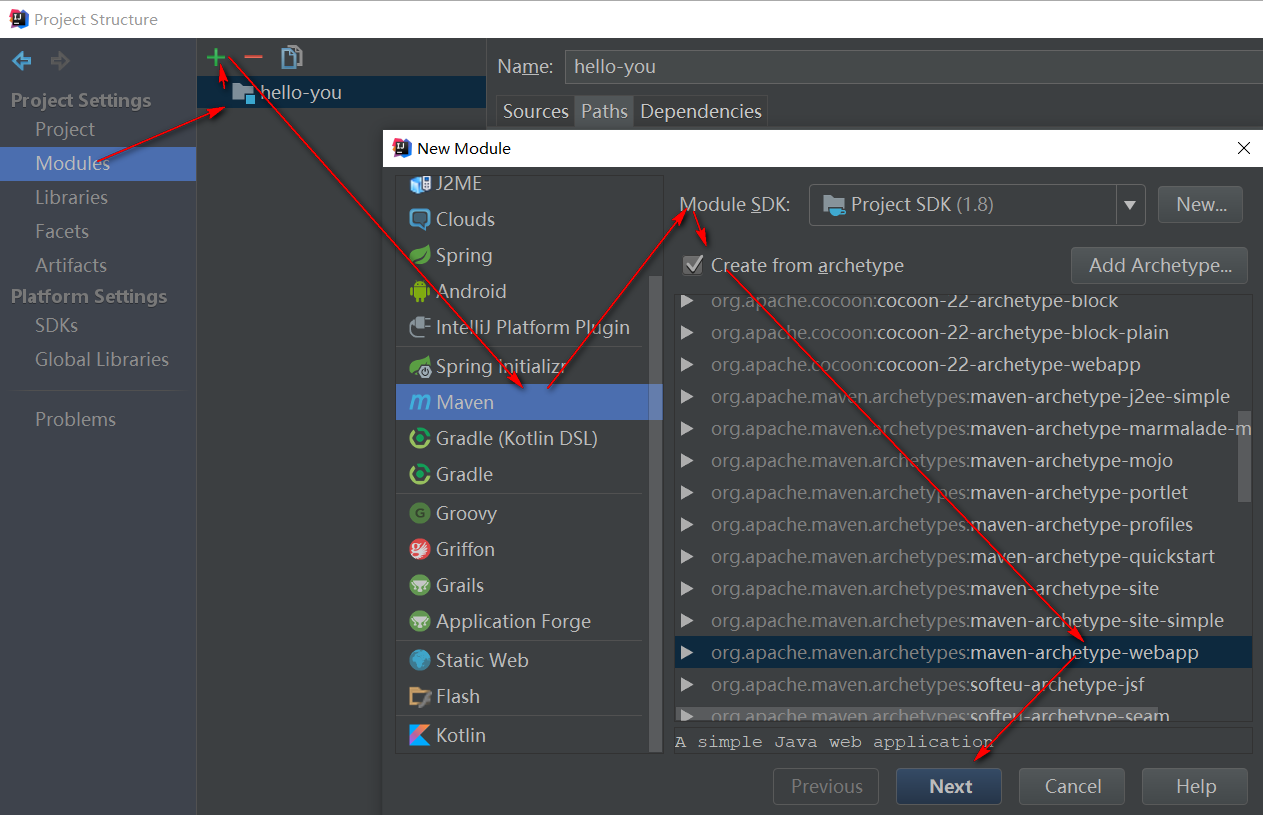 Project Structure
Project Settings
Project
Modules
Libraries
Facets
Artifacts
Platform Settings
SDKs
Global Libraries
Problems
hello-you
Name: hello-you
Sources Paths Dependencies
New Module
J2ME
Clouds
Spring
Android
IntelliJ Platform Plugin
Spring Initializr
Maven
Gradle (Kotlin DSL)
Gradle
Groovy
Griffon
Grails
Application Forge
Static Web
Flash
Kotlin
Module SDK: Project SDK (1.8) New...
Create from archetype Add Archetype...
org.apache.cocoon:cocoon-22-archetype-block
org.apache.cocoon:cocoon-22-archetype-block-plain
org.apache.cocoon:cocoon-22-archetype-webapp
org.apache.maven.archetypes:maven-archetype-j2ee-simple
org.apache.maven.archetypes:maven-archetype-marmalade-m
org.apache.maven.archetypes:maven-archetype-mojo
org.apache.maven.archetypes:maven-archetype-portlet
org.apache.maven.archetypes:maven-archetype-profiles
org.apache.maven.archetypes:maven-archetype-quickstart
org.apache.maven.archetypes:maven-archetype-site
org.apache.maven.archetypes:maven-archetype-site-simple
org.apache.maven.archetypes:maven-archetype-webapp
org.apache.maven.archetypes:softeu-archetype-jsf
org.apache.maven.archetypes:softeu-archetype-seam
A simple Java web application
Previous Next Cancel Help